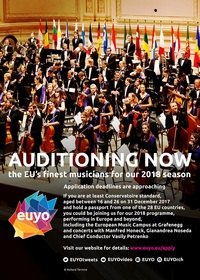 AUDITIONING NOW
the EU's finest musicians for our 2018 season
Application deadlines are approaching
If you are at least Conservatoire standard,
aged between 16 and 26 on 31 December 2017
and hold a passport from one of the 28 EU countries,
you could be joining us for our 2018 programme,
performing in Europe and beyond,
including the European Music Campus at Grafenegg
and concerts with Manfred Honeck, Gianandrea Noseda
and Chief Conductor Vasily Petrenko
euyo
Visit our website for details: www.euyo.eu/apply
EUYOtweets EUYOvideo EUYO EUYOrch